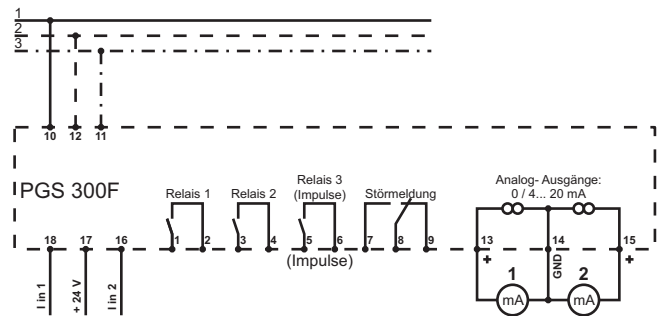 1
2
3
10 12 11
PGS 300F
Relais 1
Relais 2
Relais 3
(Impulse)
Störmeldung
Analog- Ausgänge:
0 / 4... 20 mA
18 17 16 1 2 3 4 5 6 7 8 9 13 14 15
(Impulse)
+ GND +
I in 1
+ 24 V
I in 2
1 2
mA mA